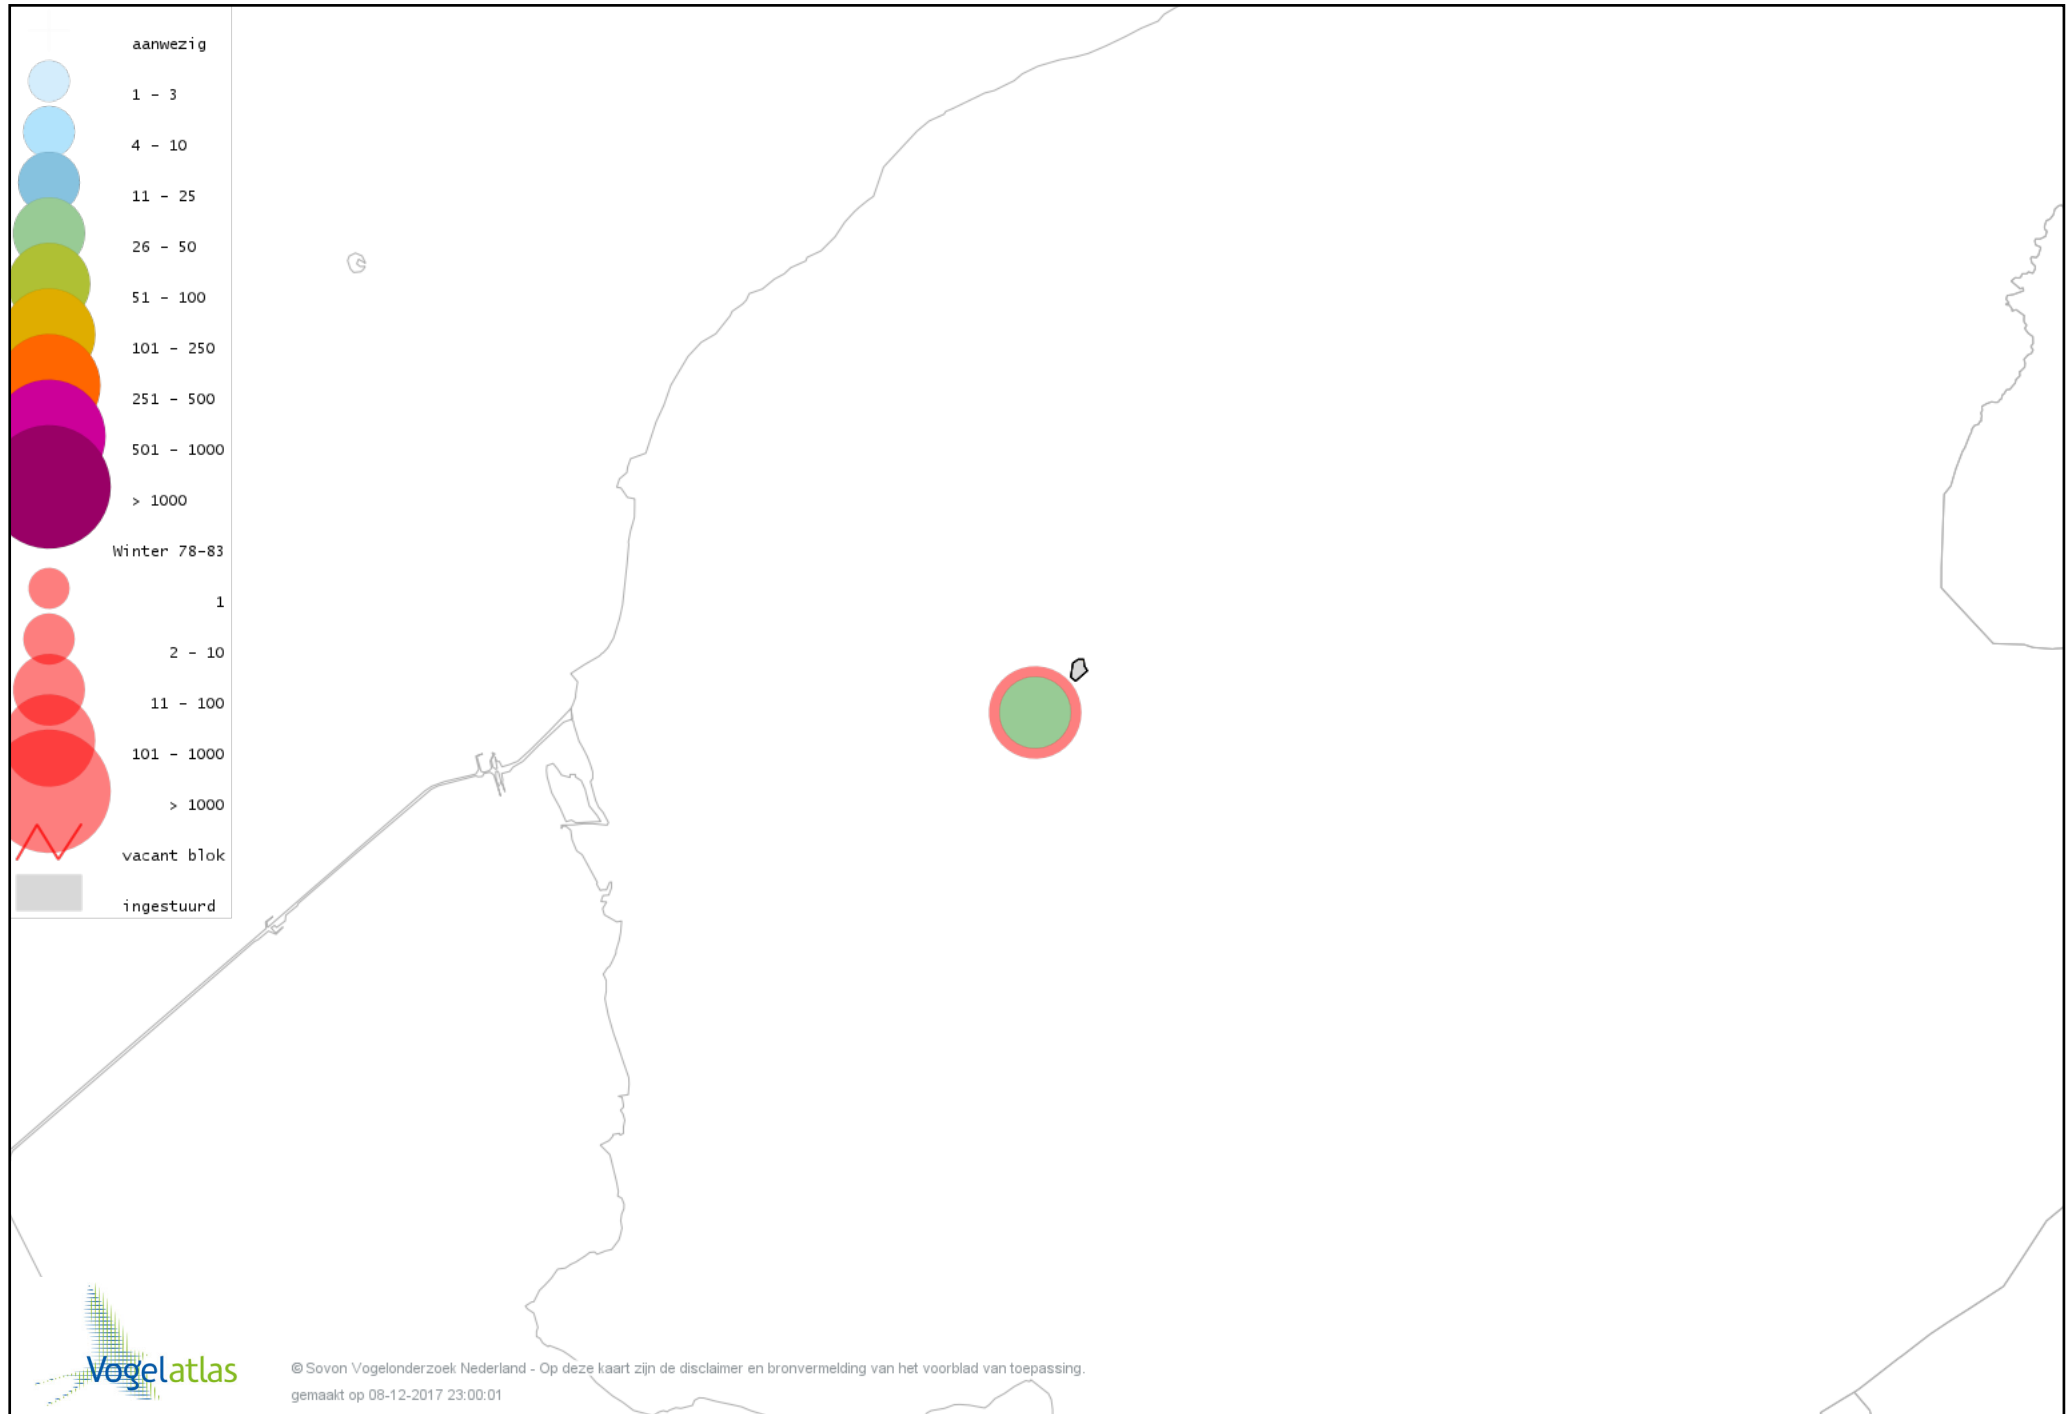 aanwezig
1 - 3
4 - 10
11 - 25
26 - 50
51 - 100
101 - 250
251 - 500
501 - 1000
> 1000
Winter 78-83
1
2 - 10
11 - 100
101 - 1000
> 1000
vacant blok
ingestuurd
Vogelatlas
© Sovon Vogelonderzoek Nederland - Op deze kaart zijn de disclaimer en bronvermelding van het voorblad van toepassing.
gemaakt op 08-12-2017 23:00:01